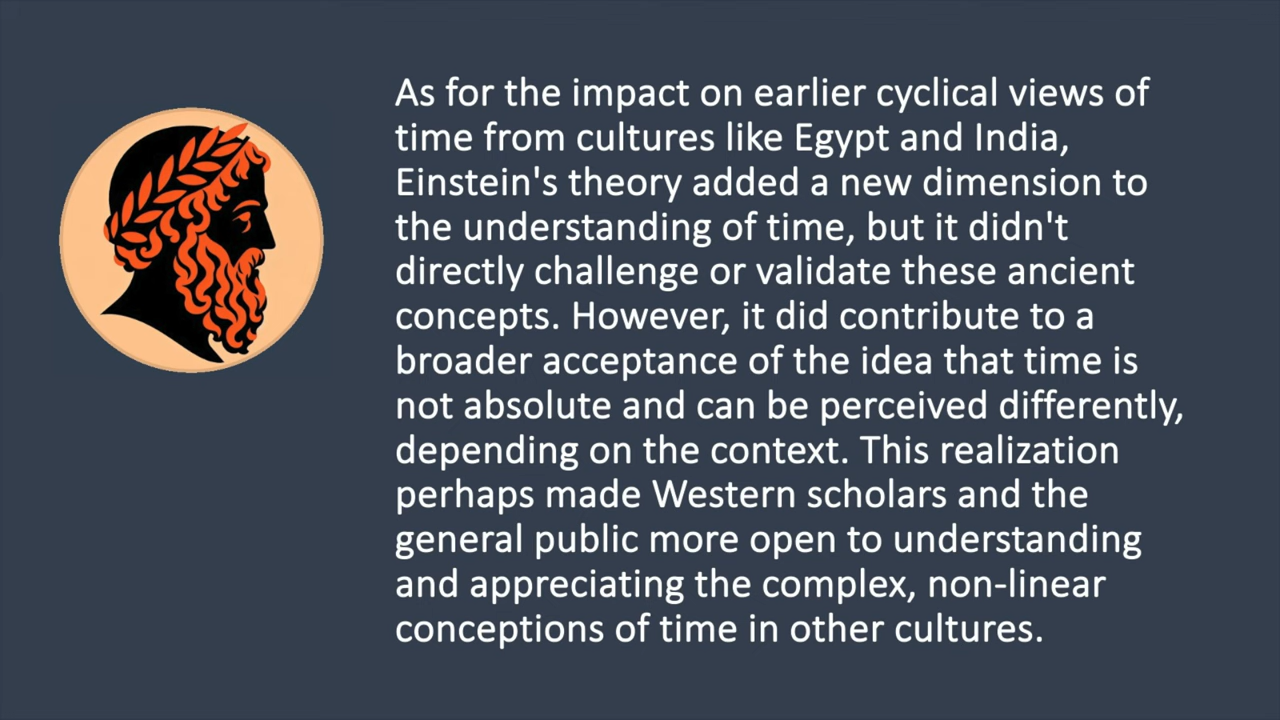 As for the impact on earlier cyclical views of
time from cultures like Egypt and India,
Einstein's theory added a new dimension to
the understanding of time, but it didn't
directly challenge or validate these ancient
concepts. However, it did contribute to a
broader acceptance of the idea that time is
not absolute and can be perceived differently,
depending on the context. This realization
perhaps made Western scholars and the
general public more open to understanding
and appreciating the complex, non-linear
conceptions of time in other cultures.